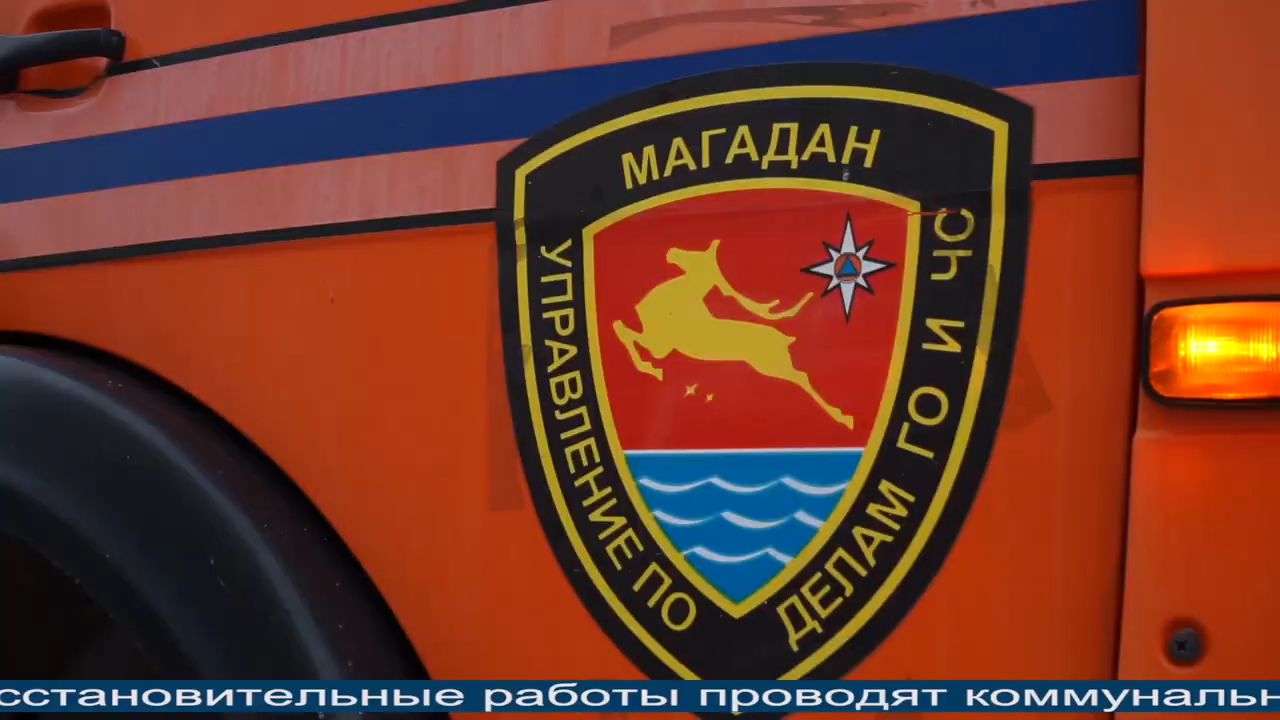 МАГАДАН
УПРАВЛЕНИЕ ПО
ДЕЛАМ ГО И ЧС
сстановительные работы проводят коммунальн